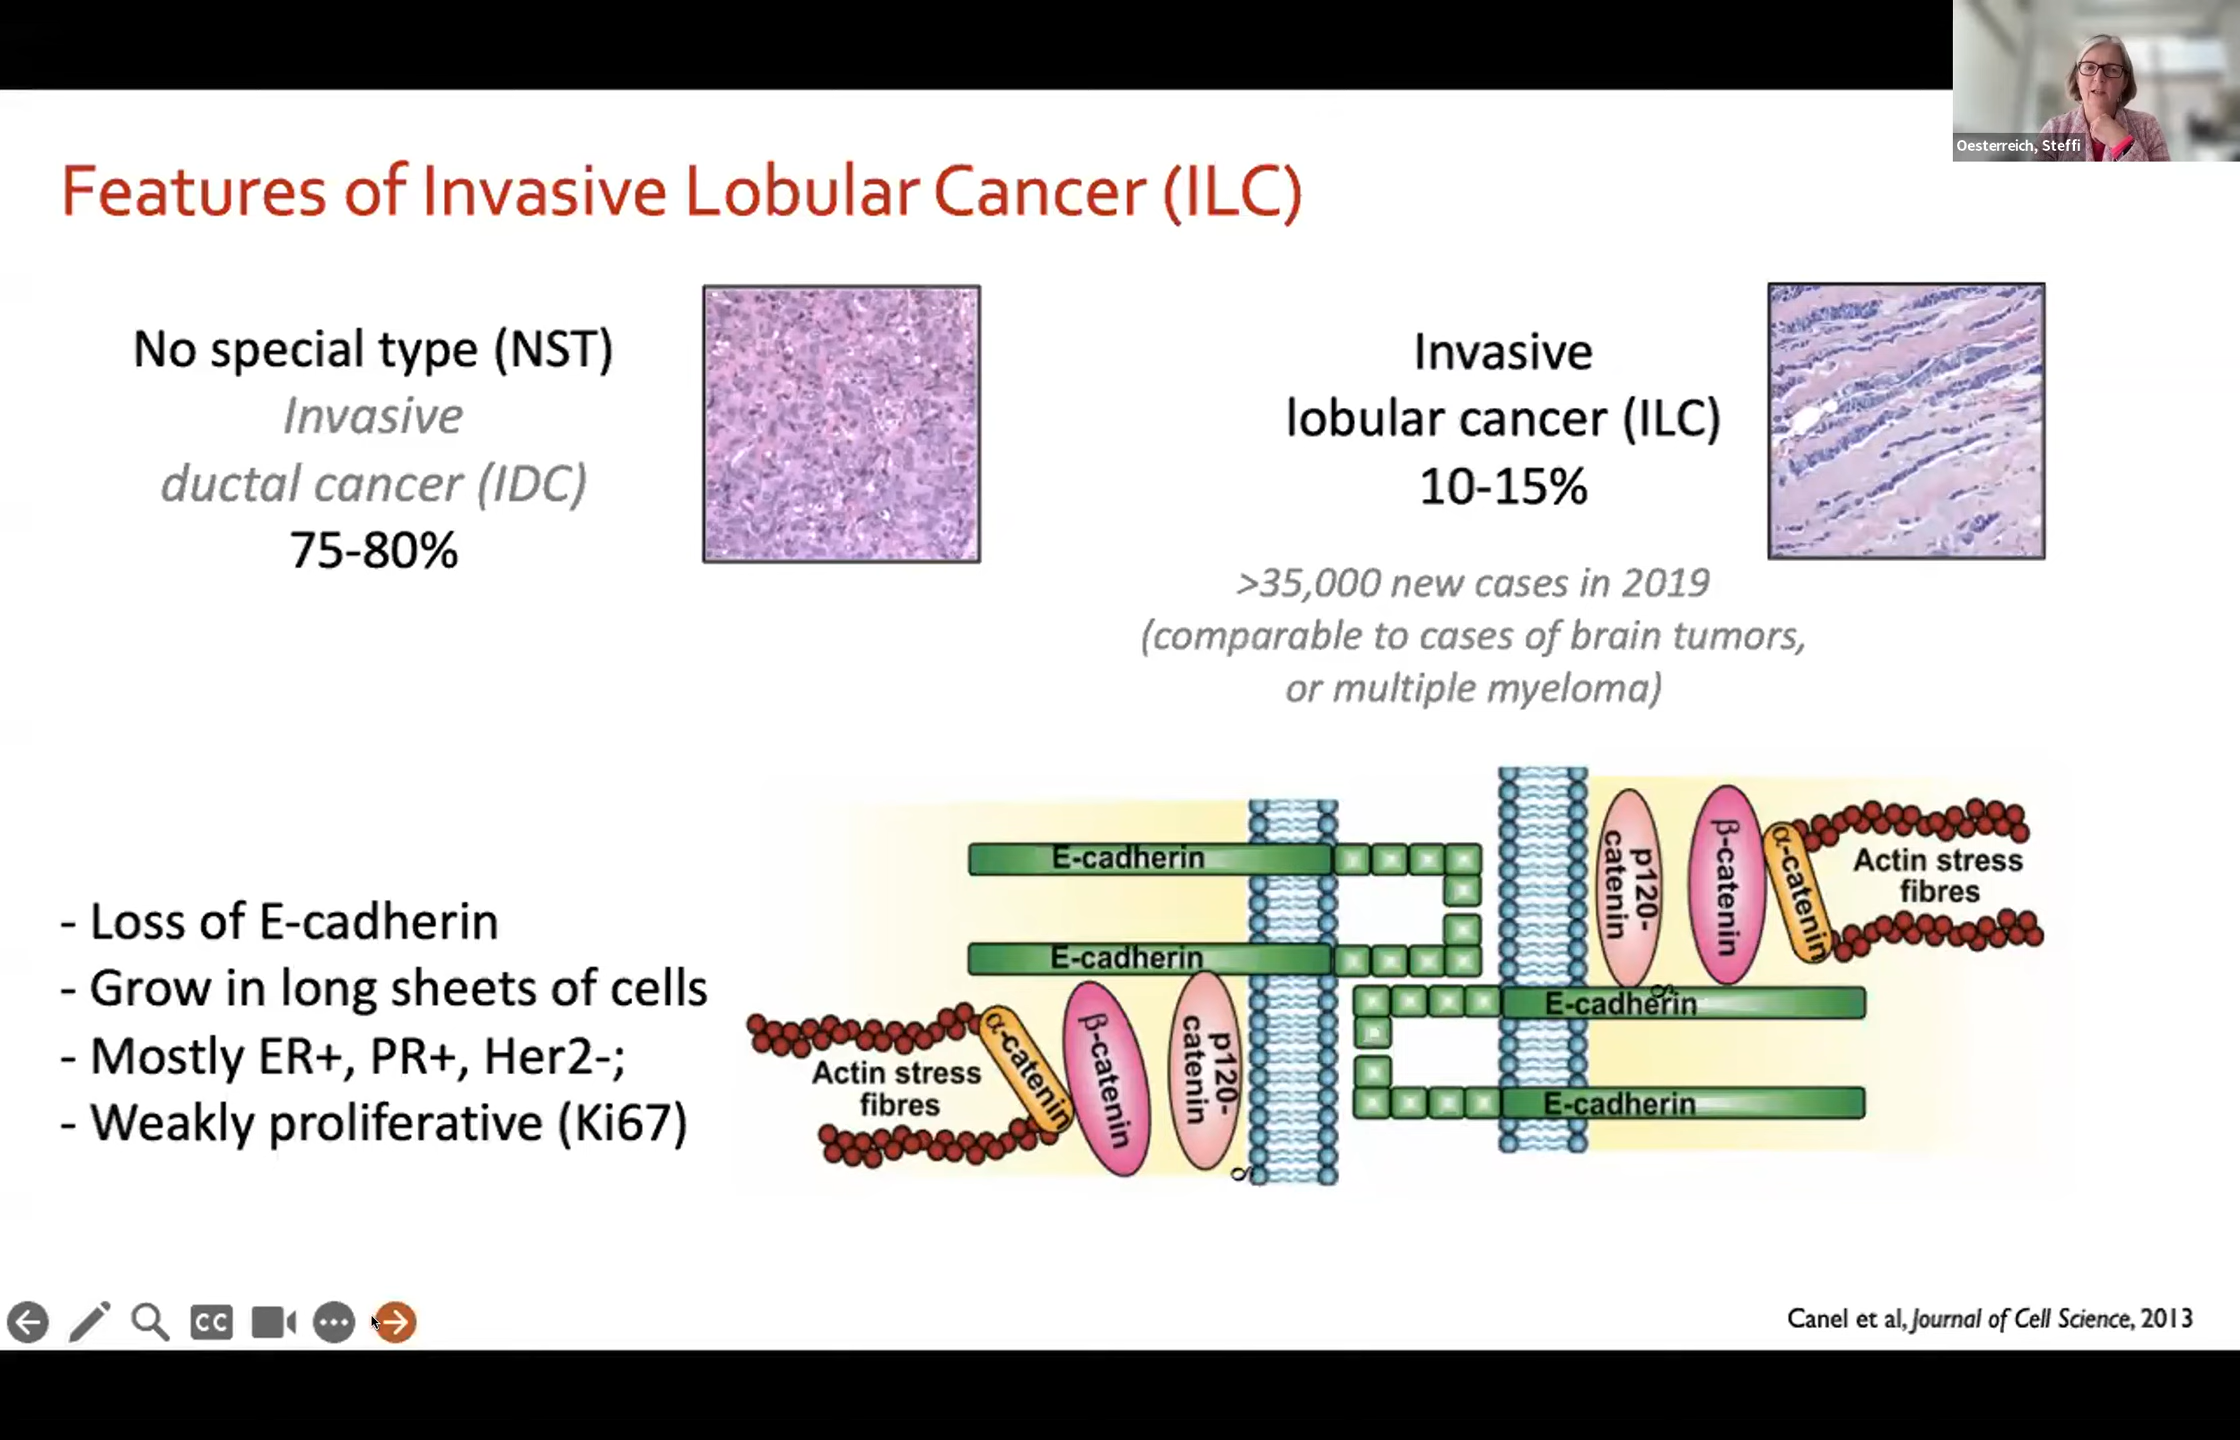 Oesterreich, Steffi
Features of Invasive Lobular Cancer (ILC)
No special type (NST)
Invasive
ductal cancer (IDC)
75-80%
Invasive
lobular cancer (ILC)
10-15%
>35,000 new cases in 2019
(comparable to cases of brain tumors,
or multiple myeloma)
- Loss of E-cadherin
- Grow in long sheets of cells
- Mostly ER+, PR+, Her2-;
- Weakly proliferative (Ki67)
E-cadherin
E-cadherin
α-catenin
β-catenin
p120-
catenin
Actin stress
fibres
p120-
catenin
β-catenin
α-catenin
Actin stress
fibres
E-cadherin
E-cadherin
CC
Canel et al, Journal of Cell Science, 2013